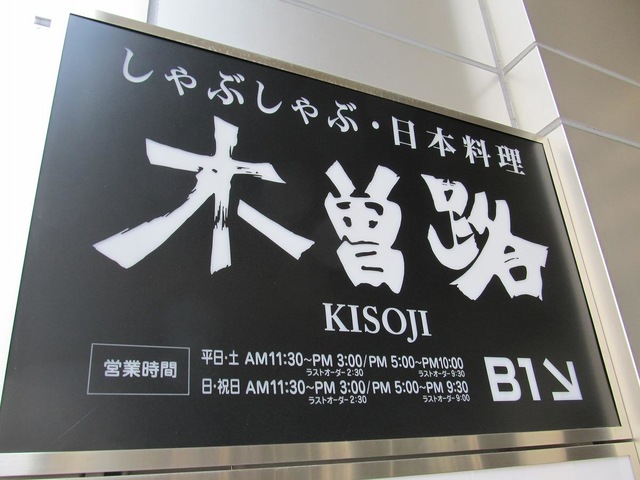 しゃぶしゃぶ・日本料理
木曽路
KISOJI
営業時間
平日・土 AM11:30~PM 3:00/PM 5:00~PM10:00
ラストオーダー2:30 ラストオーダー9:30
日・祝日 AM11:30~PM 3:00/PM 5:00~PM 9:30
ラストオーダー2:30 ラストオーダー9:00
B1↘